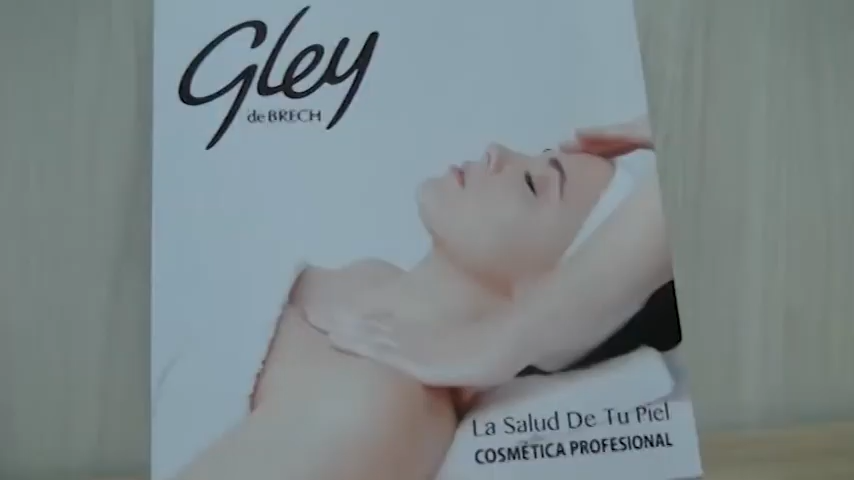 Gley
de BRECH
La Salud De Tu Piel
COSMÉTICA PROFESIONAL